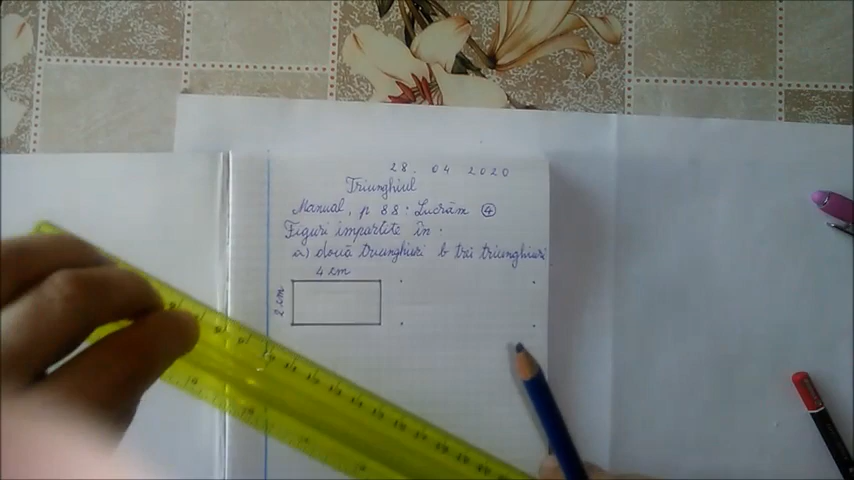 28. 04 2020
Triunghiul
Manual, p 88: Lucrăm 4
Figuri împărțite în:
a) două triunghiuri b trei triunghiuri
4 cm
2 cm